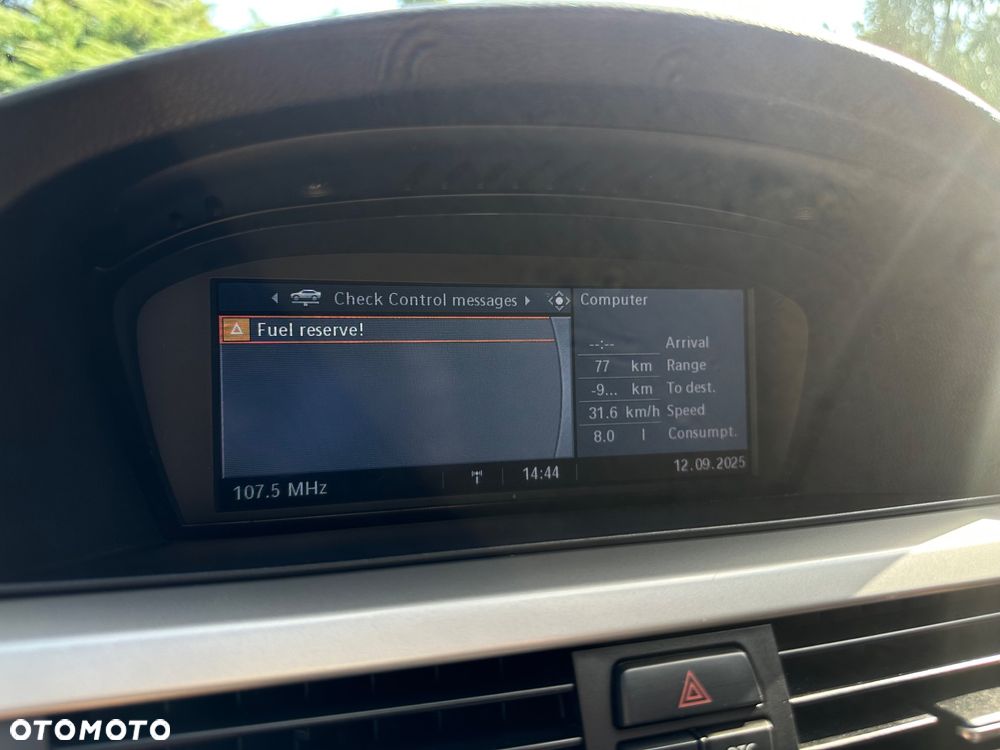 Check Control messages
Computer
Fuel reserve!
--:-- Arrival
77 km Range
-9... km To dest.
31.6 km/h Speed
8.0 l Consumpt.
107.5 MHz
14:44
12.09.2025
OTOMOTO